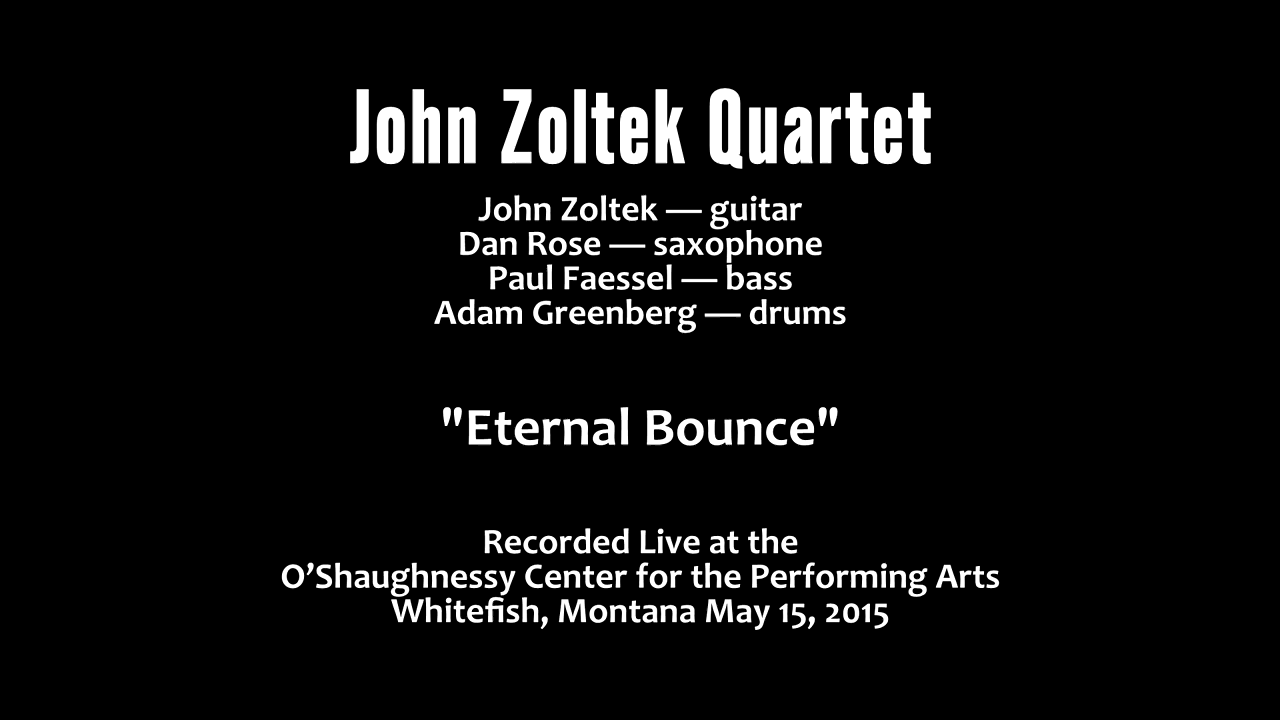 John Zoltek Quartet
John Zoltek — guitar
Dan Rose — saxophone
Paul Faessel — bass
Adam Greenberg — drums
"Eternal Bounce"
Recorded Live at the
O’Shaughnessy Center for the Performing Arts
Whitefish, Montana May 15, 2015